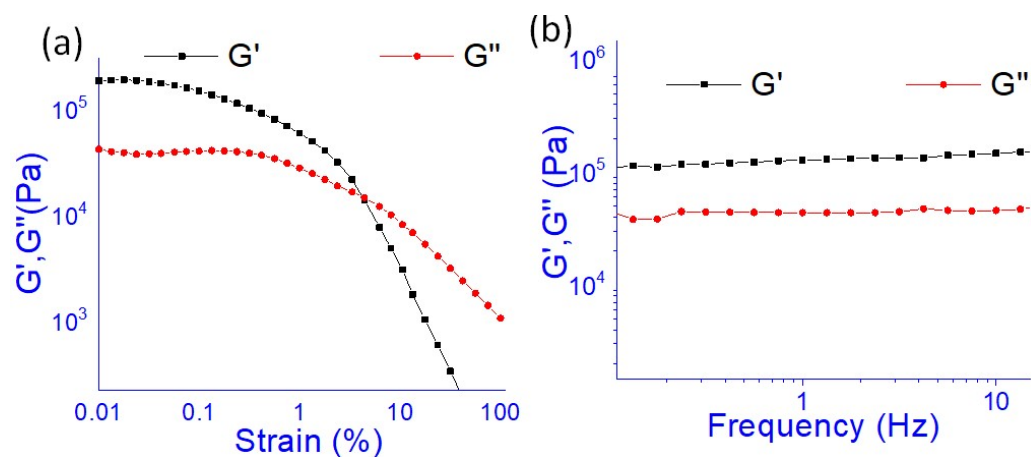 (a)
G' G"
10^5
10^4
10^3
G',G"(Pa)
0.01 0.1 1 10 100
Strain (%)
(b)
10^6
G' G"
10^5
10^4
G',G" (Pa)
1 10
Frequency (Hz)